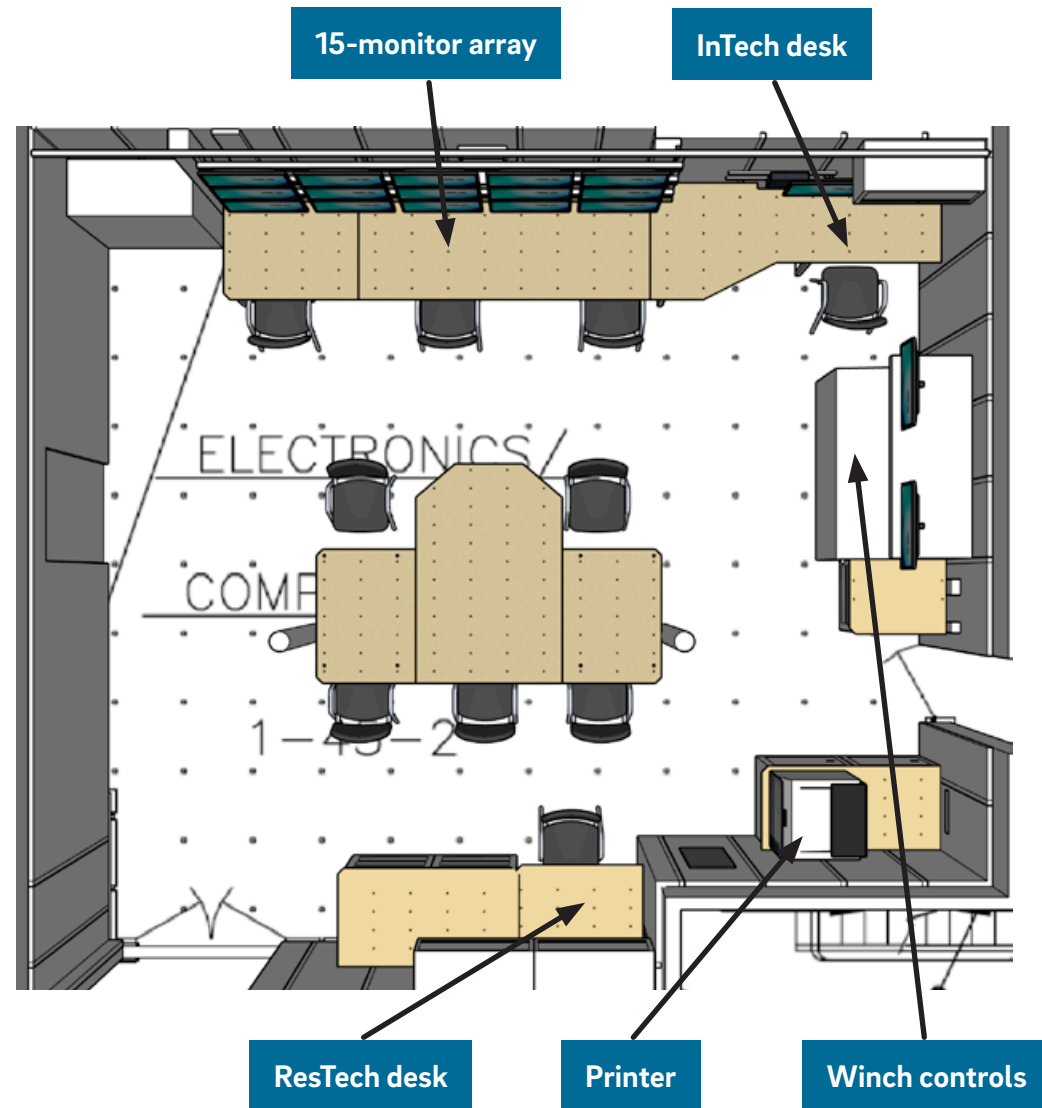 15-monitor array
InTech desk
ELECTRONICS/
COMP
1-45-2
ResTech desk
Printer
Winch controls